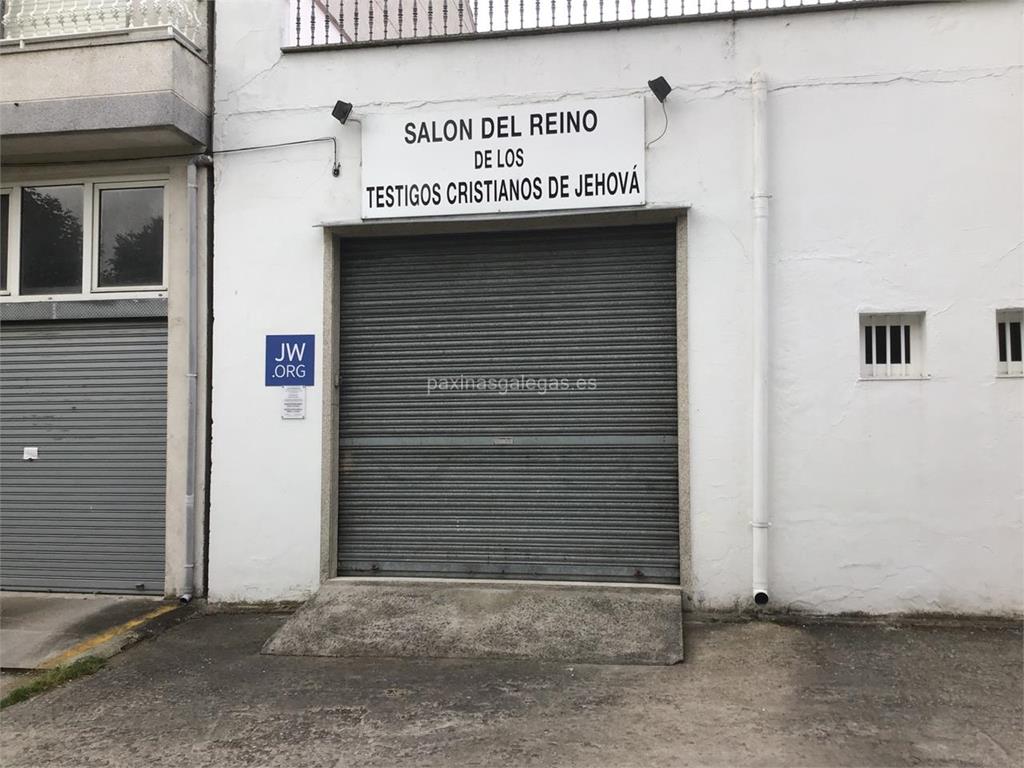 SALON DEL REINO
DE LOS
TESTIGOS CRISTIANOS DE JEHOVÁ
JW
.ORG
paxinasgalegas.es